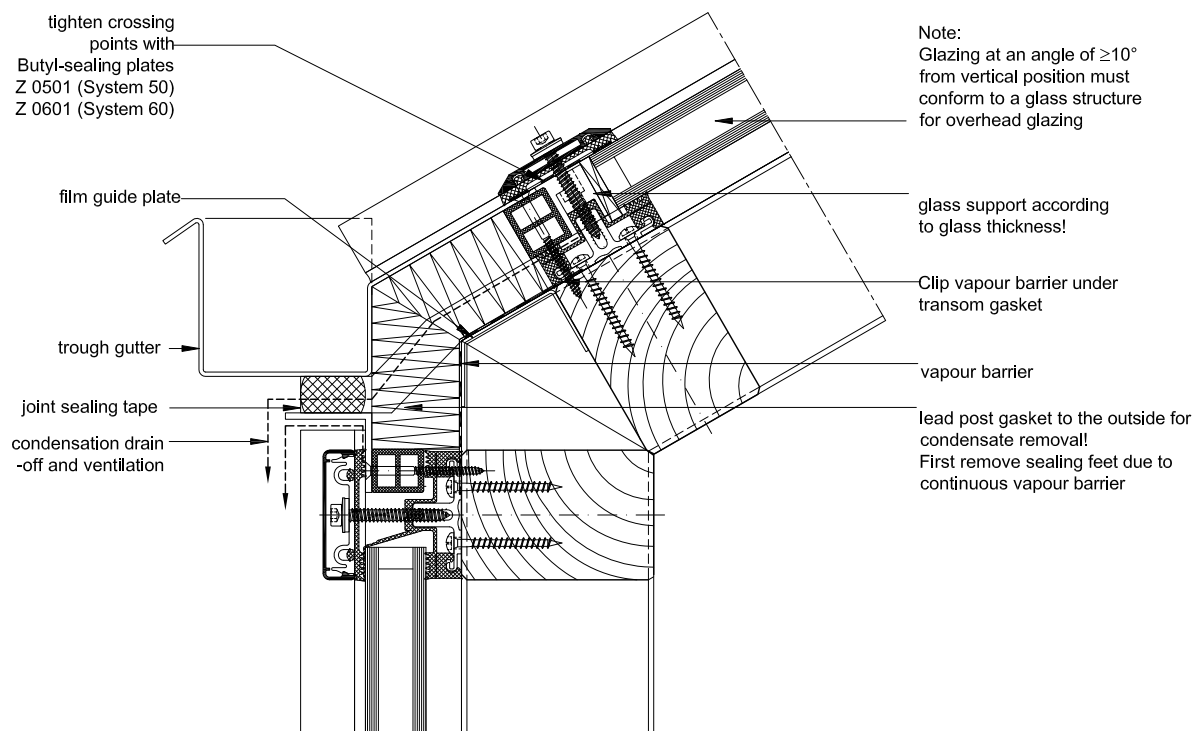 tighten crossing
points with
Butyl-sealing plates
Z 0501 (System 50)
Z 0601 (System 60)
film guide plate
trough gutter
joint sealing tape
condensation drain
-off and ventilation
Note:
Glazing at an angle of ≥10°
from vertical position must
conform to a glass structure
for overhead glazing
glass support according
to glass thickness!
Clip vapour barrier under
transom gasket
vapour barrier
lead post gasket to the outside for
condensate removal!
First remove sealing feet due to
continuous vapour barrier